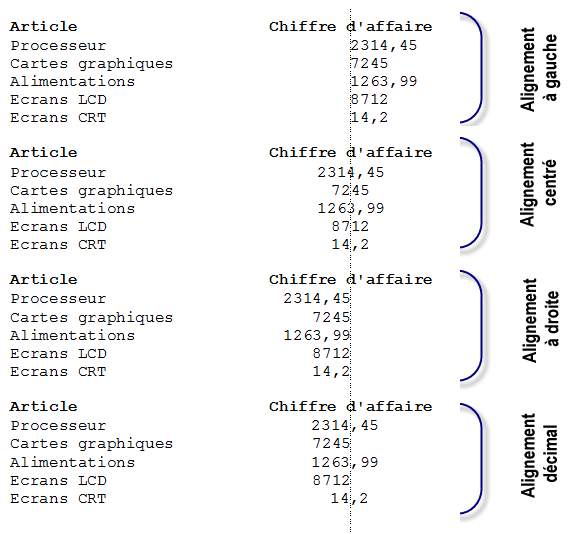 Article Chiffre d'affaire
Processeur 2314,45
Cartes graphiques 7245
Alimentations 1263,99
Ecrans LCD 8712
Ecrans CRT 14,2
Alignement
à gauche
Article Chiffre d'affaire
Processeur 2314,45
Cartes graphiques 7245
Alimentations 1263,99
Ecrans LCD 8712
Ecrans CRT 14,2
Alignement
centré
Article Chiffre d'affaire
Processeur 2314,45
Cartes graphiques 7245
Alimentations 1263,99
Ecrans LCD 8712
Ecrans CRT 14,2
Alignement
à droite
Article Chiffre d'affaire
Processeur 2314,45
Cartes graphiques 7245
Alimentations 1263,99
Ecrans LCD 8712
Ecrans CRT 14,2
Alignement
décimal